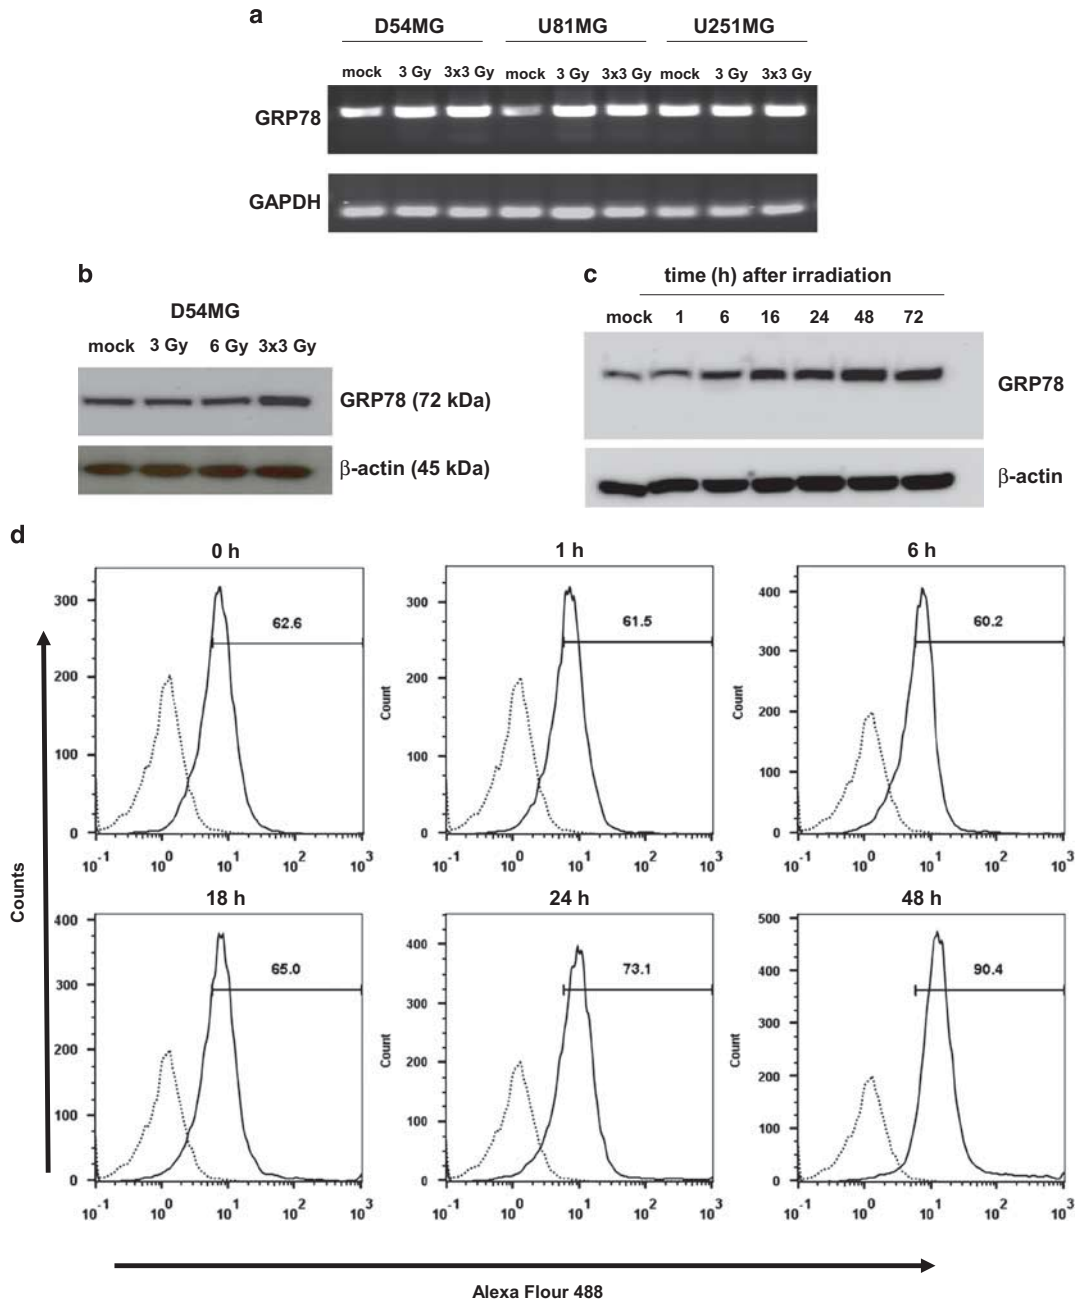 a
D54MG U81MG U251MG
mock 3 Gy 3x3 Gy mock 3 Gy 3x3 Gy mock 3 Gy 3x3 Gy
GRP78
GAPDH
b
D54MG
mock 3 Gy 6 Gy 3x3 Gy
GRP78 (72 kDa)
β-actin (45 kDa)
c
time (h) after irradiation
mock 1 6 16 24 48 72
GRP78
β-actin
d
Counts
0 h
300
200
100
0
62.6
10-1 100 101 102 103
1 h
Count
300
200
100
0
61.5
10-1 100 101 102 103
6 h
Count
400
300
200
100
0
60.2
10-1 100 101 102 103
18 h
400
300
200
100
0
65.0
10-1 100 101 102 103
24 h
Count
400
300
200
100
0
73.1
10-1 100 101 102 103
48 h
Count
500
400
300
200
100
0
90.4
10-1 100 101 102 103
Alexa Flour 488